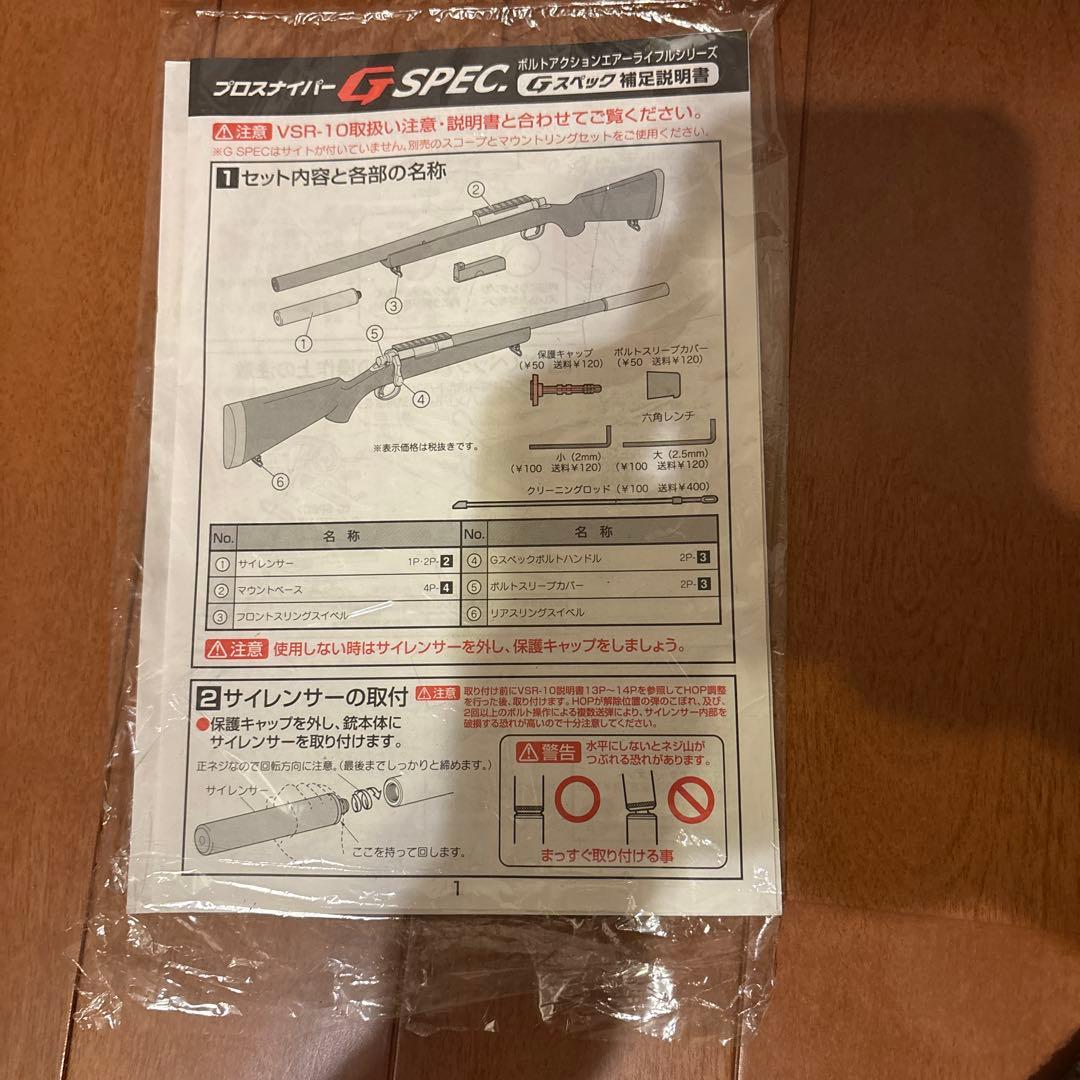 プロスナイパー G SPEC.
ボルトアクションエアーライフルシリーズ
Gスペック 補足説明書
注意 VSR-10取扱い注意・説明書と合わせてご覧ください。
※G SPECはサイトが付いていません。別売のスコープとマウントリングセットをご使用ください。
1 セット内容と各部の名称
②
③
①
⑤
④
⑥
保護キャップ
(¥50 送料¥120)
ボルトスリーブカバー
(¥50 送料¥120)
六角レンチ
※表示価格は税抜きです。
小(2mm)
(¥100 送料¥120)
大(2.5mm)
(¥100 送料¥120)
クリーニングロッド(¥100 送料¥400)
No. 名称 No. 名称
① サイレンサー 1P・2P-2 ④ Gスペックボルトハンドル 2P-3
② マウントベース 4P-4 ⑤ ボルトスリーブカバー 2P-3
③ フロントスリングスイベル ⑥ リアスリングスイベル
注意 使用しない時はサイレンサーを外し、保護キャップをしましょう。
2 サイレンサーの取付
注意 取り付け前にVSR-10説明書13P〜14Pを参照してHOP調整
を行った後、取り付けます。HOPが解除位置の弾のこぼれ、及び、
2回以上のボルト操作による複数送弾により、サイレンサー内部を
破損する恐れが高いので十分注意してください。
●保護キャップを外し、銃本体に
サイレンサーを取り付けます。
正ネジなので回転方向に注意。(最後までしっかりと締めます。)
サイレンサー
ここを持って回します。
警告 水平にしないとネジ山が
つぶれる恐れがあります。
まっすぐ取り付ける事
1